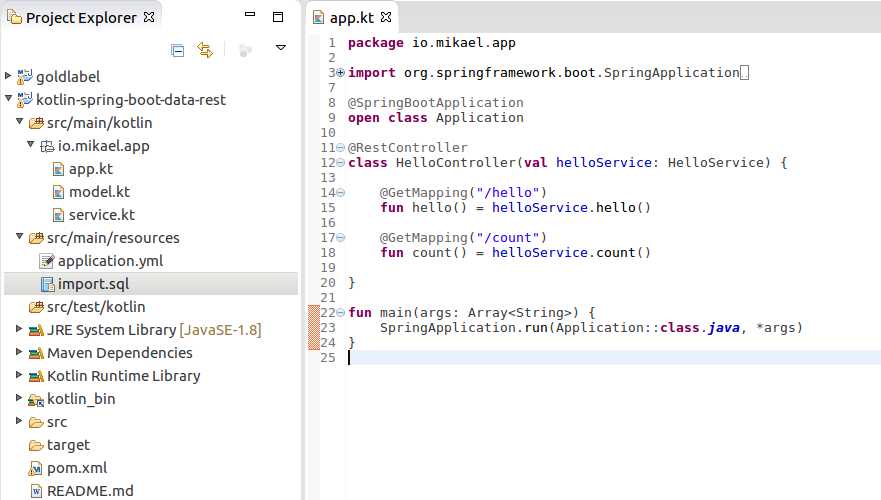 Project Explorer
goldlabel
kotlin-spring-boot-data-rest
src/main/kotlin
io.mikael.app
app.kt
model.kt
service.kt
src/main/resources
application.yml
import.sql
src/test/kotlin
JRE System Library [JavaSE-1.8]
Maven Dependencies
Kotlin Runtime Library
kotlin_bin
src
target
pom.xml
README.md
app.kt
1 package io.mikael.app
2
3 import org.springframework.boot.SpringApplication..
7
8 @SpringBootApplication
9 open class Application
10
11 @RestController
12 class HelloController(val helloService: HelloService) {
13
14 @GetMapping("/hello")
15 fun hello() = helloService.hello()
16
17 @GetMapping("/count")
18 fun count() = helloService.count()
19
20 }
21
22 fun main(args: Array<String>) {
23 SpringApplication.run(Application::class.java, *args)
24 }
25